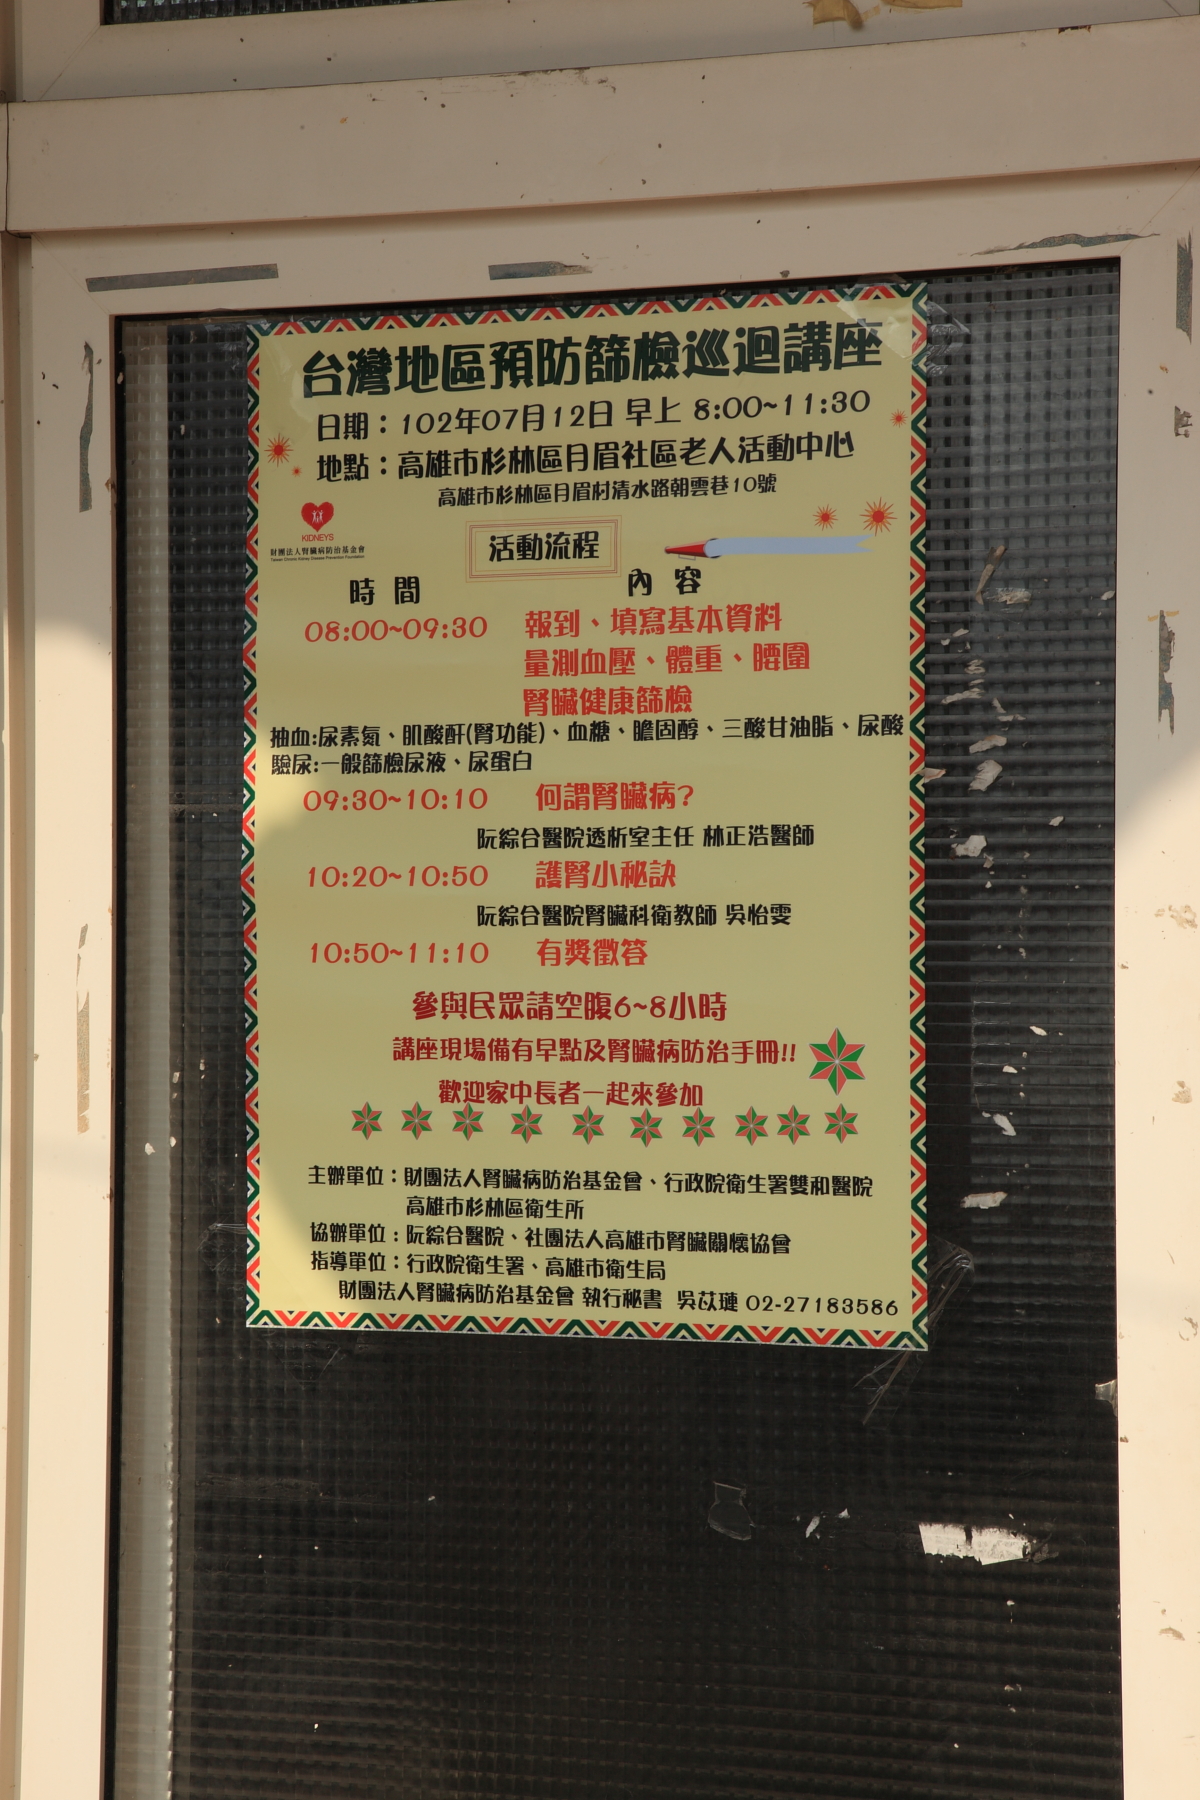 台灣地區預防篩檢巡迴講座
日期：102年07月12日 早上 8:00~11:30
地點：高雄市杉林區月眉社區老人活動中心
高雄市杉林區月眉村清水路朝雲巷10號
KIDNEYS
財團法人腎臟病防治基金會
Taiwan Chronic Kidney Disease Prevention Foundation
活動流程
時間 內容
08:00~09:30 報到、填寫基本資料
量測血壓、體重、腰圍
腎臟健康篩檢
抽血:尿素氮、肌酸酐(腎功能)、血糖、膽固醇、三酸甘油脂、尿酸
驗尿:一般篩檢尿液、尿蛋白
09:30~10:10 何謂腎臟病?
阮綜合醫院透析室主任 林正浩醫師
10:20~10:50 護腎小秘訣
阮綜合醫院腎臟科衛教師 吳怡雯
10:50~11:10 有獎徵答
參與民眾請空腹6~8小時
講座現場備有早點及腎臟病防治手冊!!
歡迎家中長者一起來參加
主辦單位：財團法人腎臟病防治基金會、行政院衛生署雙和醫院
高雄市杉林區衛生所
協辦單位：阮綜合醫院、社團法人高雄市腎臟關懷協會
指導單位：行政院衛生署、高雄市衛生局
財團法人腎臟病防治基金會 執行秘書 吳苡璉 02-27183586